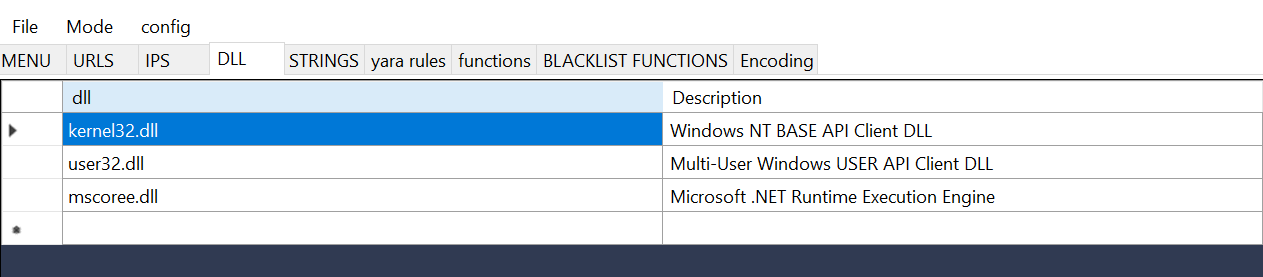 File Mode config
MENU URLS IPS DLL STRINGS yara rules functions BLACKLIST FUNCTIONS Encoding
dll Description
kernel32.dll Windows NT BASE API Client DLL
user32.dll Multi-User Windows USER API Client DLL
mscoree.dll Microsoft .NET Runtime Execution Engine